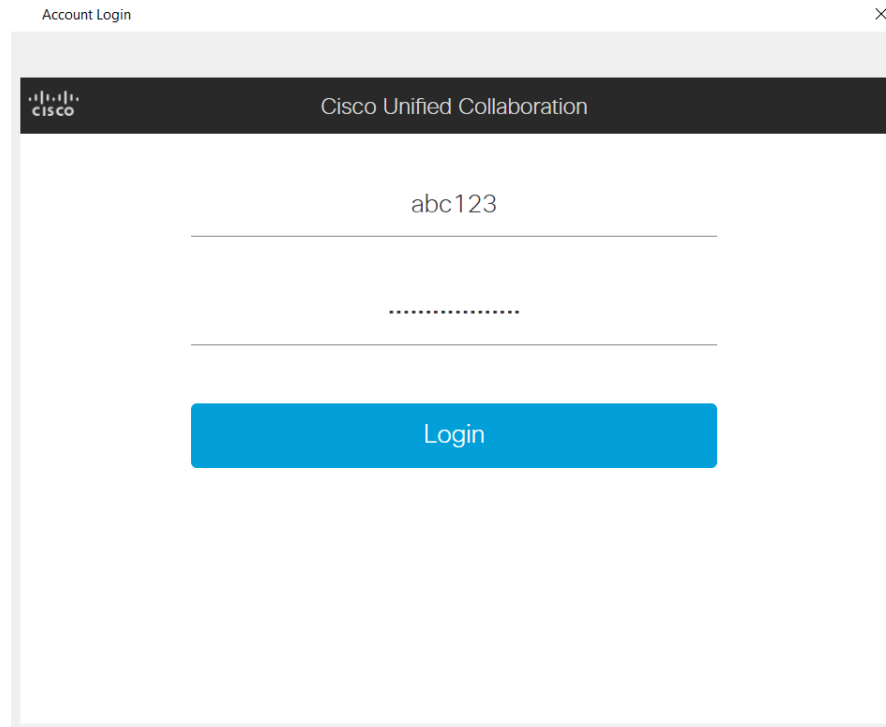 Account Login
cisco
Cisco Unified Collaboration
abc123
..................
Login